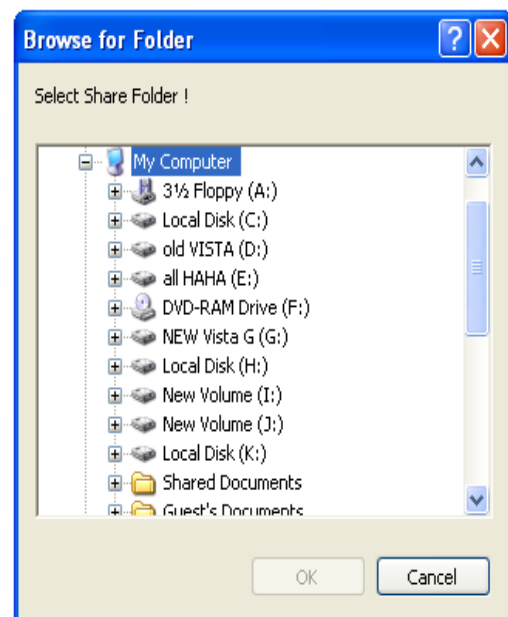 Browse for Folder
Select Share Folder !
My Computer
3½ Floppy (A:)
Local Disk (C:)
old VISTA (D:)
all HAHA (E:)
DVD-RAM Drive (F:)
NEW Vista G (G:)
Local Disk (H:)
New Volume (I:)
New Volume (J:)
Local Disk (K:)
Shared Documents
Guest's Documents
OK Cancel